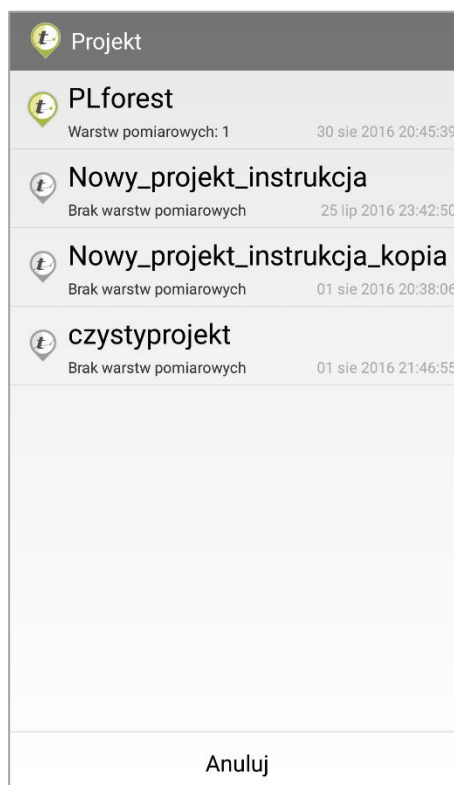 Projekt
PLforest
Warstw pomiarowych: 1 30 sie 2016 20:45:39
Nowy_projekt_instrukcja
Brak warstw pomiarowych 25 lip 2016 23:42:50
Nowy_projekt_instrukcja_kopia
Brak warstw pomiarowych 01 sie 2016 20:38:06
czystyprojekt
Brak warstw pomiarowych 01 sie 2016 21:46:55
Anuluj